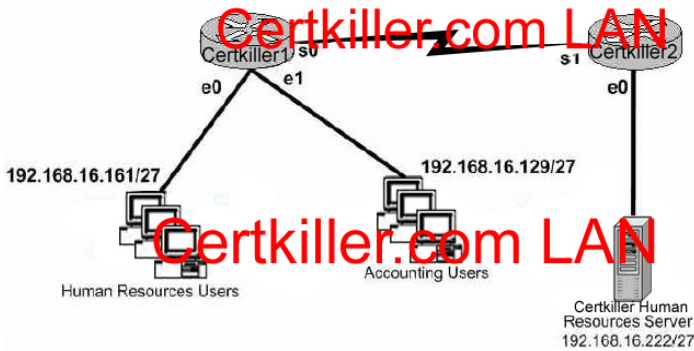 Certkiller.com LAN
Certkiller1
s0
s1
Certkiller2
e0
e1
e0
192.168.16.161/27
192.168.16.129/27
Certkiller.com LAN
Human Resources Users
Accounting Users
Certkiller Human
Resources Server
192.168.16.222/27